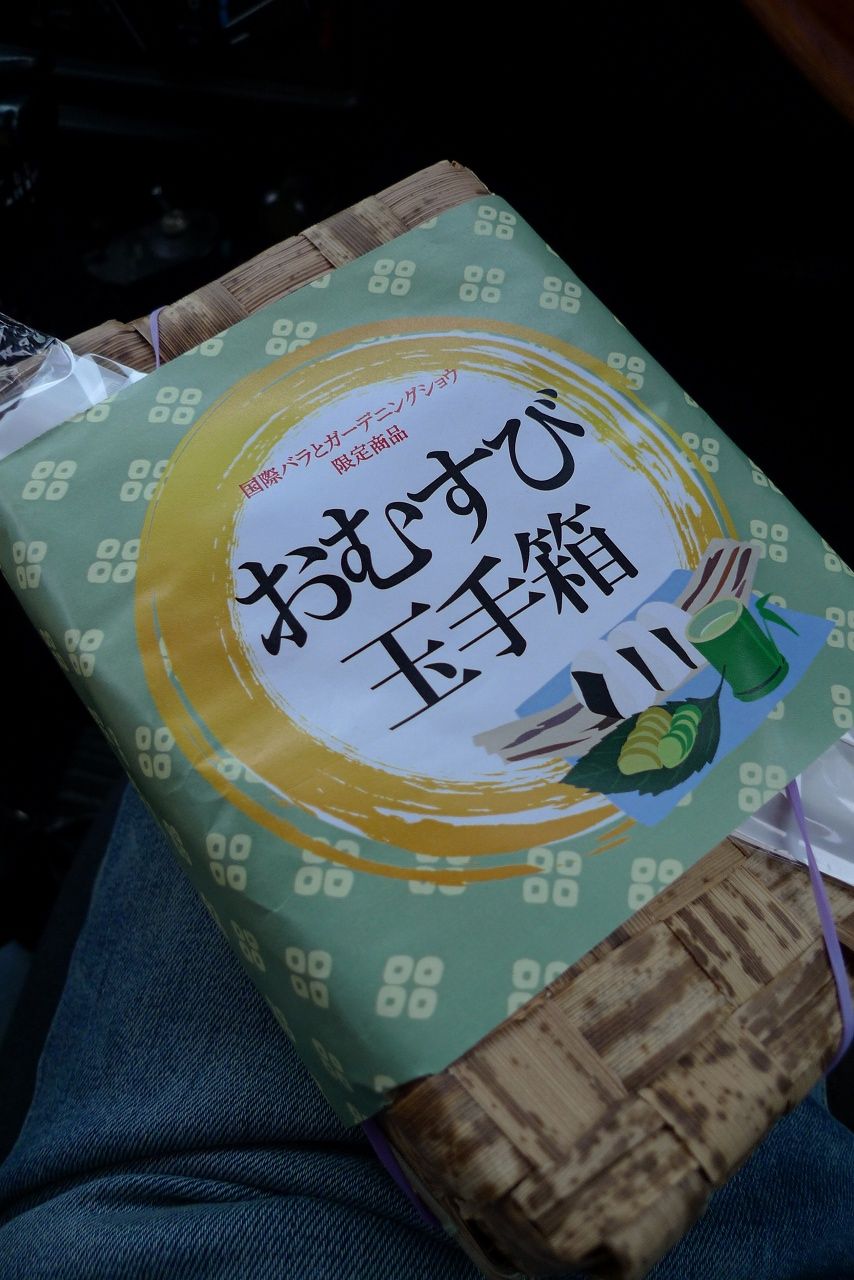 国際バラとガーデニングショウ
限定商品
おむすび
玉手箱